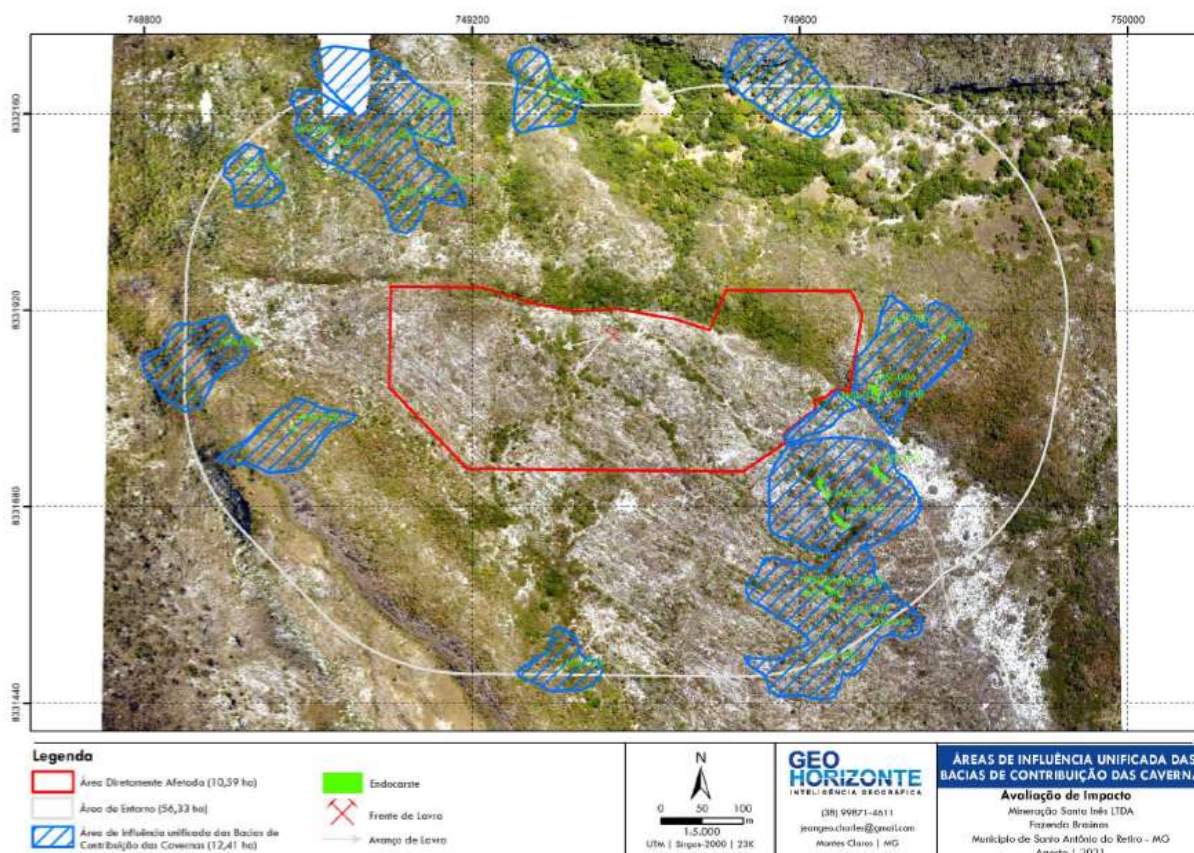 748800 749200 749600 750000
8332160
8331920
8331680
8331440
Legenda
Área Diretamente Afetada (10,59 ha)
Área de Entorno (56,33 ha)
Área de Influência unificada das Bacias de
Contribuição das Cavernas (12,41 ha)
Endocarste
Frente de Lavra
Avanço de Lavra
N
0 50 100
m
1:5.000
UTM | Sirgas-2000 | 23K
GEO
HORIZONTE
INTELIGÊNCIA GEOGRÁFICA
(38) 99871-4611
jeangeo.charles@gmail.com
Montes Claros | MG
ÁREAS DE INFLUÊNCIA UNIFICADA DAS
BACIAS DE CONTRIBUIÇÃO DAS CAVERNA
Avaliação de Impacto
Mineração Santa Inês LTDA
Fazenda Braúnas
Município de Santo Antônio do Retiro - MG
Agosto | 2021